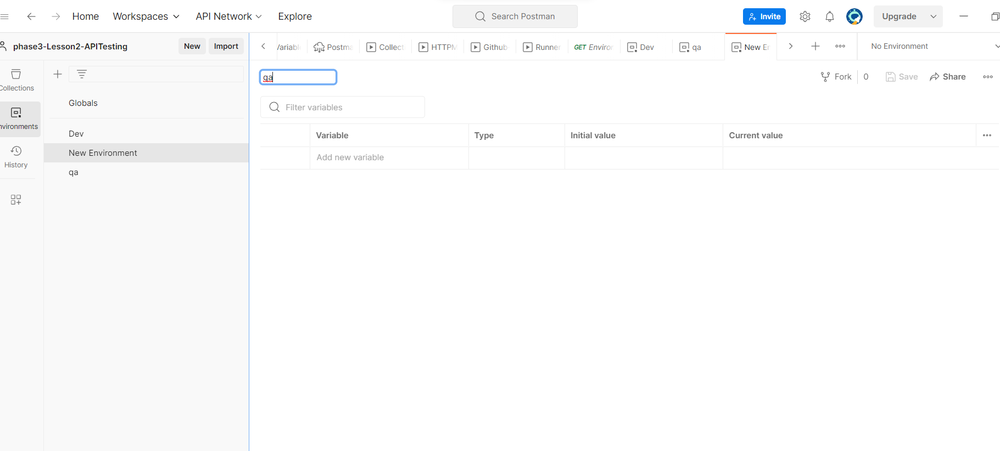 Home Workspaces API Network Explore Search Postman Invite Upgrade
phase3-Lesson2-APITesting New Import
Variabl Postma Collect HTTPM Github Runner GET Enviror Dev qa New Er No Environment
Collections
nvironments
History
Globals
Dev
New Environment
qa
qa
Fork 0 Save Share
Filter variables
Variable Type Initial value Current value
Add new variable